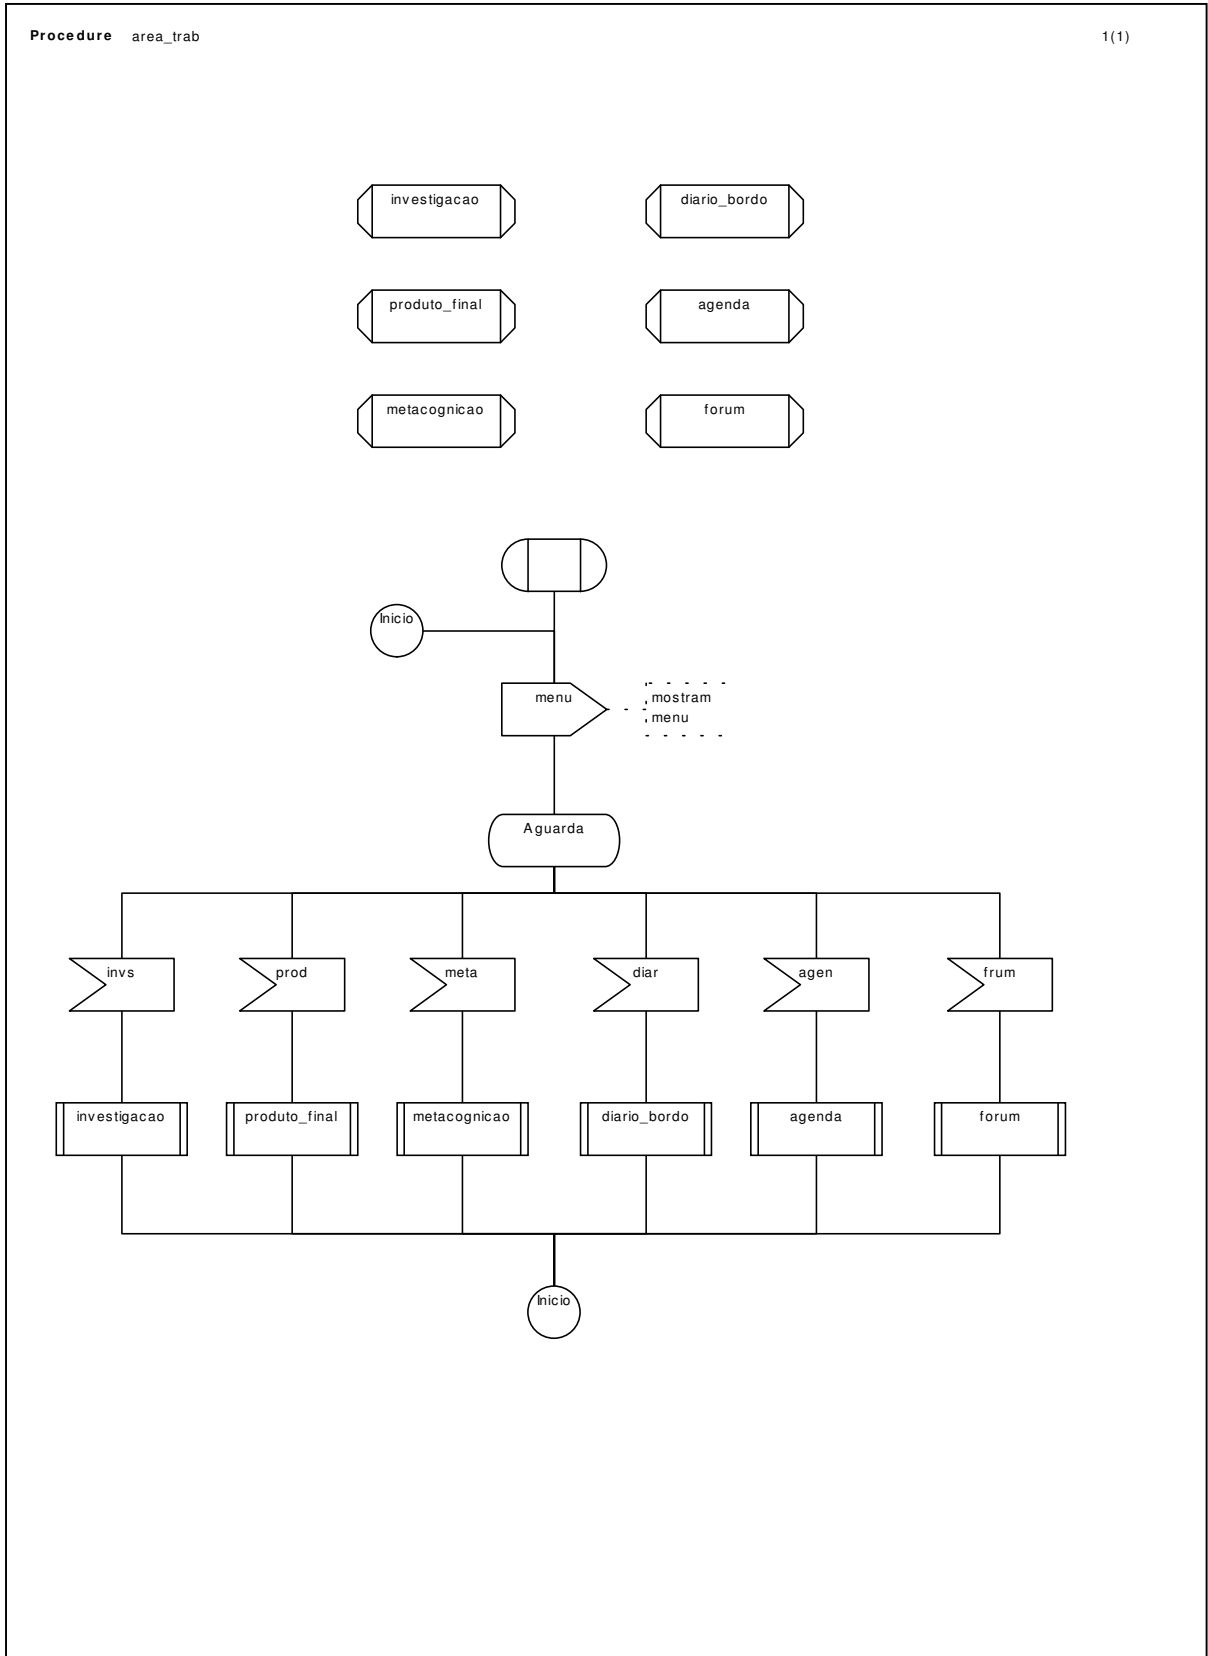 Procedure area_trab 1(1)
investigacao diario_bordo
produto_final agenda
metacognicao forum
Inicio
menu mostram
menu
Aguarda
invs prod meta diar agen frum
investigacao produto_final metacognicao diario_bordo agenda forum
Inicio